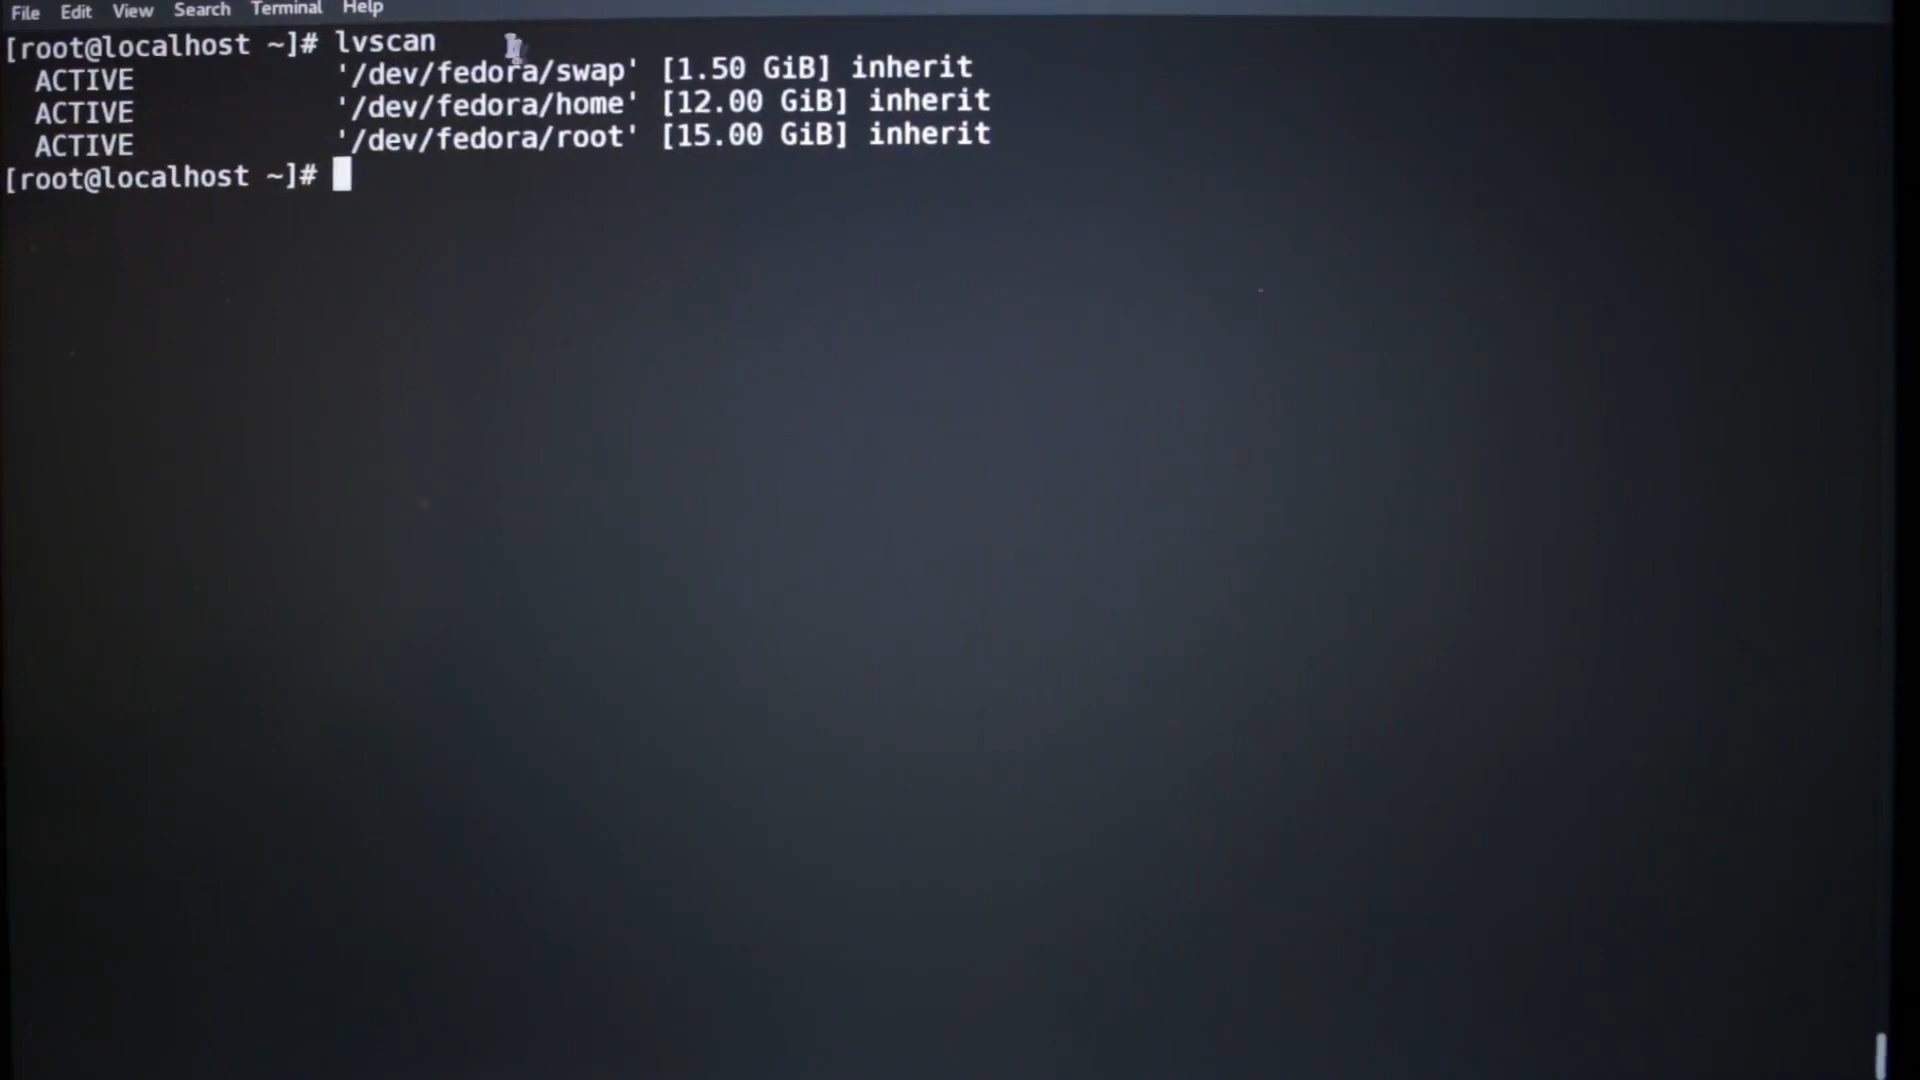 File Edit View Search Terminal Help
[root@localhost ~]# lvscan
  ACTIVE            '/dev/fedora/swap' [1.50 GiB] inherit
  ACTIVE            '/dev/fedora/home' [12.00 GiB] inherit
  ACTIVE            '/dev/fedora/root' [15.00 GiB] inherit
[root@localhost ~]#